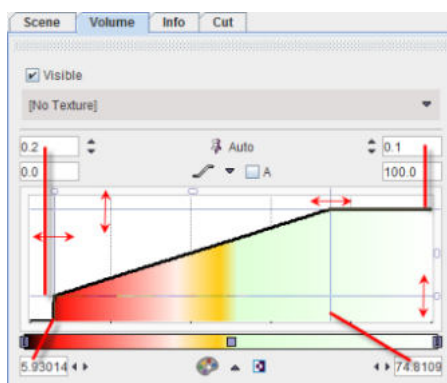 Scene Volume Info Cut
Visible
[No Texture]
0.2 Auto 0.1
0.0 A 100.0
5.93014 74.8109